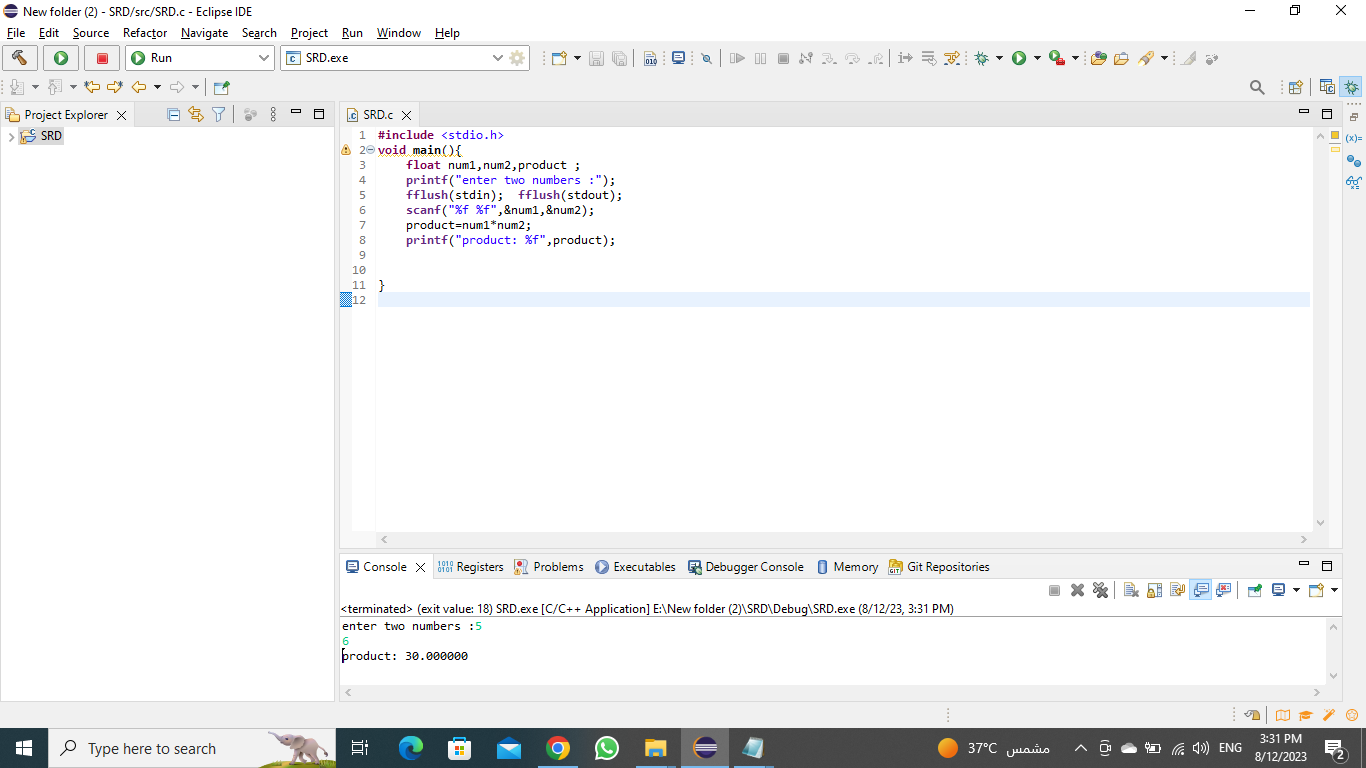 New folder (2) - SRD/src/SRD.c - Eclipse IDE
File Edit Source Refactor Navigate Search Project Run Window Help
Run SRD.exe
Project Explorer
SRD
SRD.c
1 #include <stdio.h>
2 void main(){
3     float num1,num2,product ;
4     printf("enter two numbers :");
5     fflush(stdin);  fflush(stdout);
6     scanf("%f %f",&num1,&num2);
7     product=num1*num2;
8     printf("product: %f",product);
9
10
11 }
12
Console Registers Problems Executables Debugger Console Memory Git Repositories
<terminated> (exit value: 18) SRD.exe [C/C++ Application] E:\New folder (2)\SRD\Debug\SRD.exe (8/12/23, 3:31 PM)
enter two numbers :5
6
product: 30.000000
Type here to search
37°C مشمس
ENG
3:31 PM
8/12/2023
2